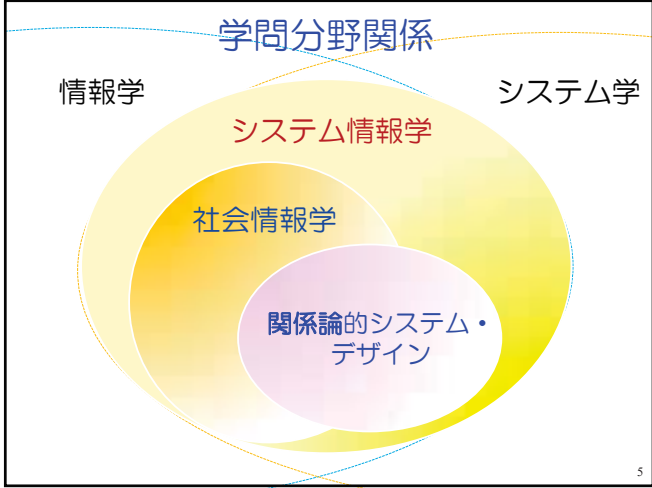 学問分野関係
情報学
システム学
システム情報学
社会情報学
関係論的システム・
デザイン
5